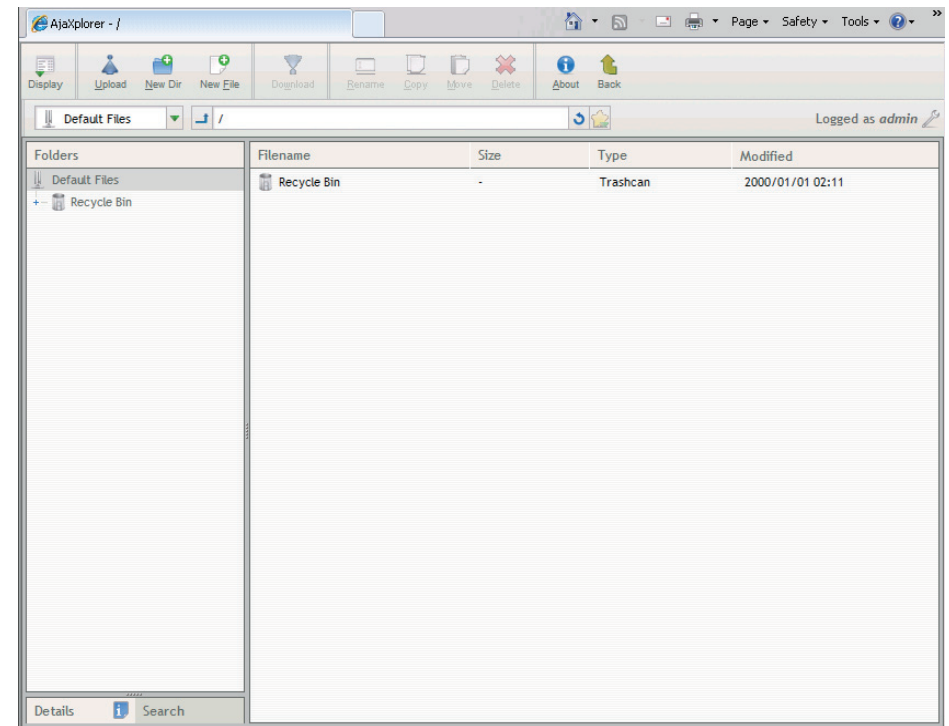 AjaXplorer - /
Page Safety Tools »
Display Upload New Dir New File Download Rename Copy Move Delete About Back
Default Files / Logged as admin
Folders Filename Size Type Modified
Default Files Recycle Bin - Trashcan 2000/01/01 02:11
Recycle Bin
Details Search